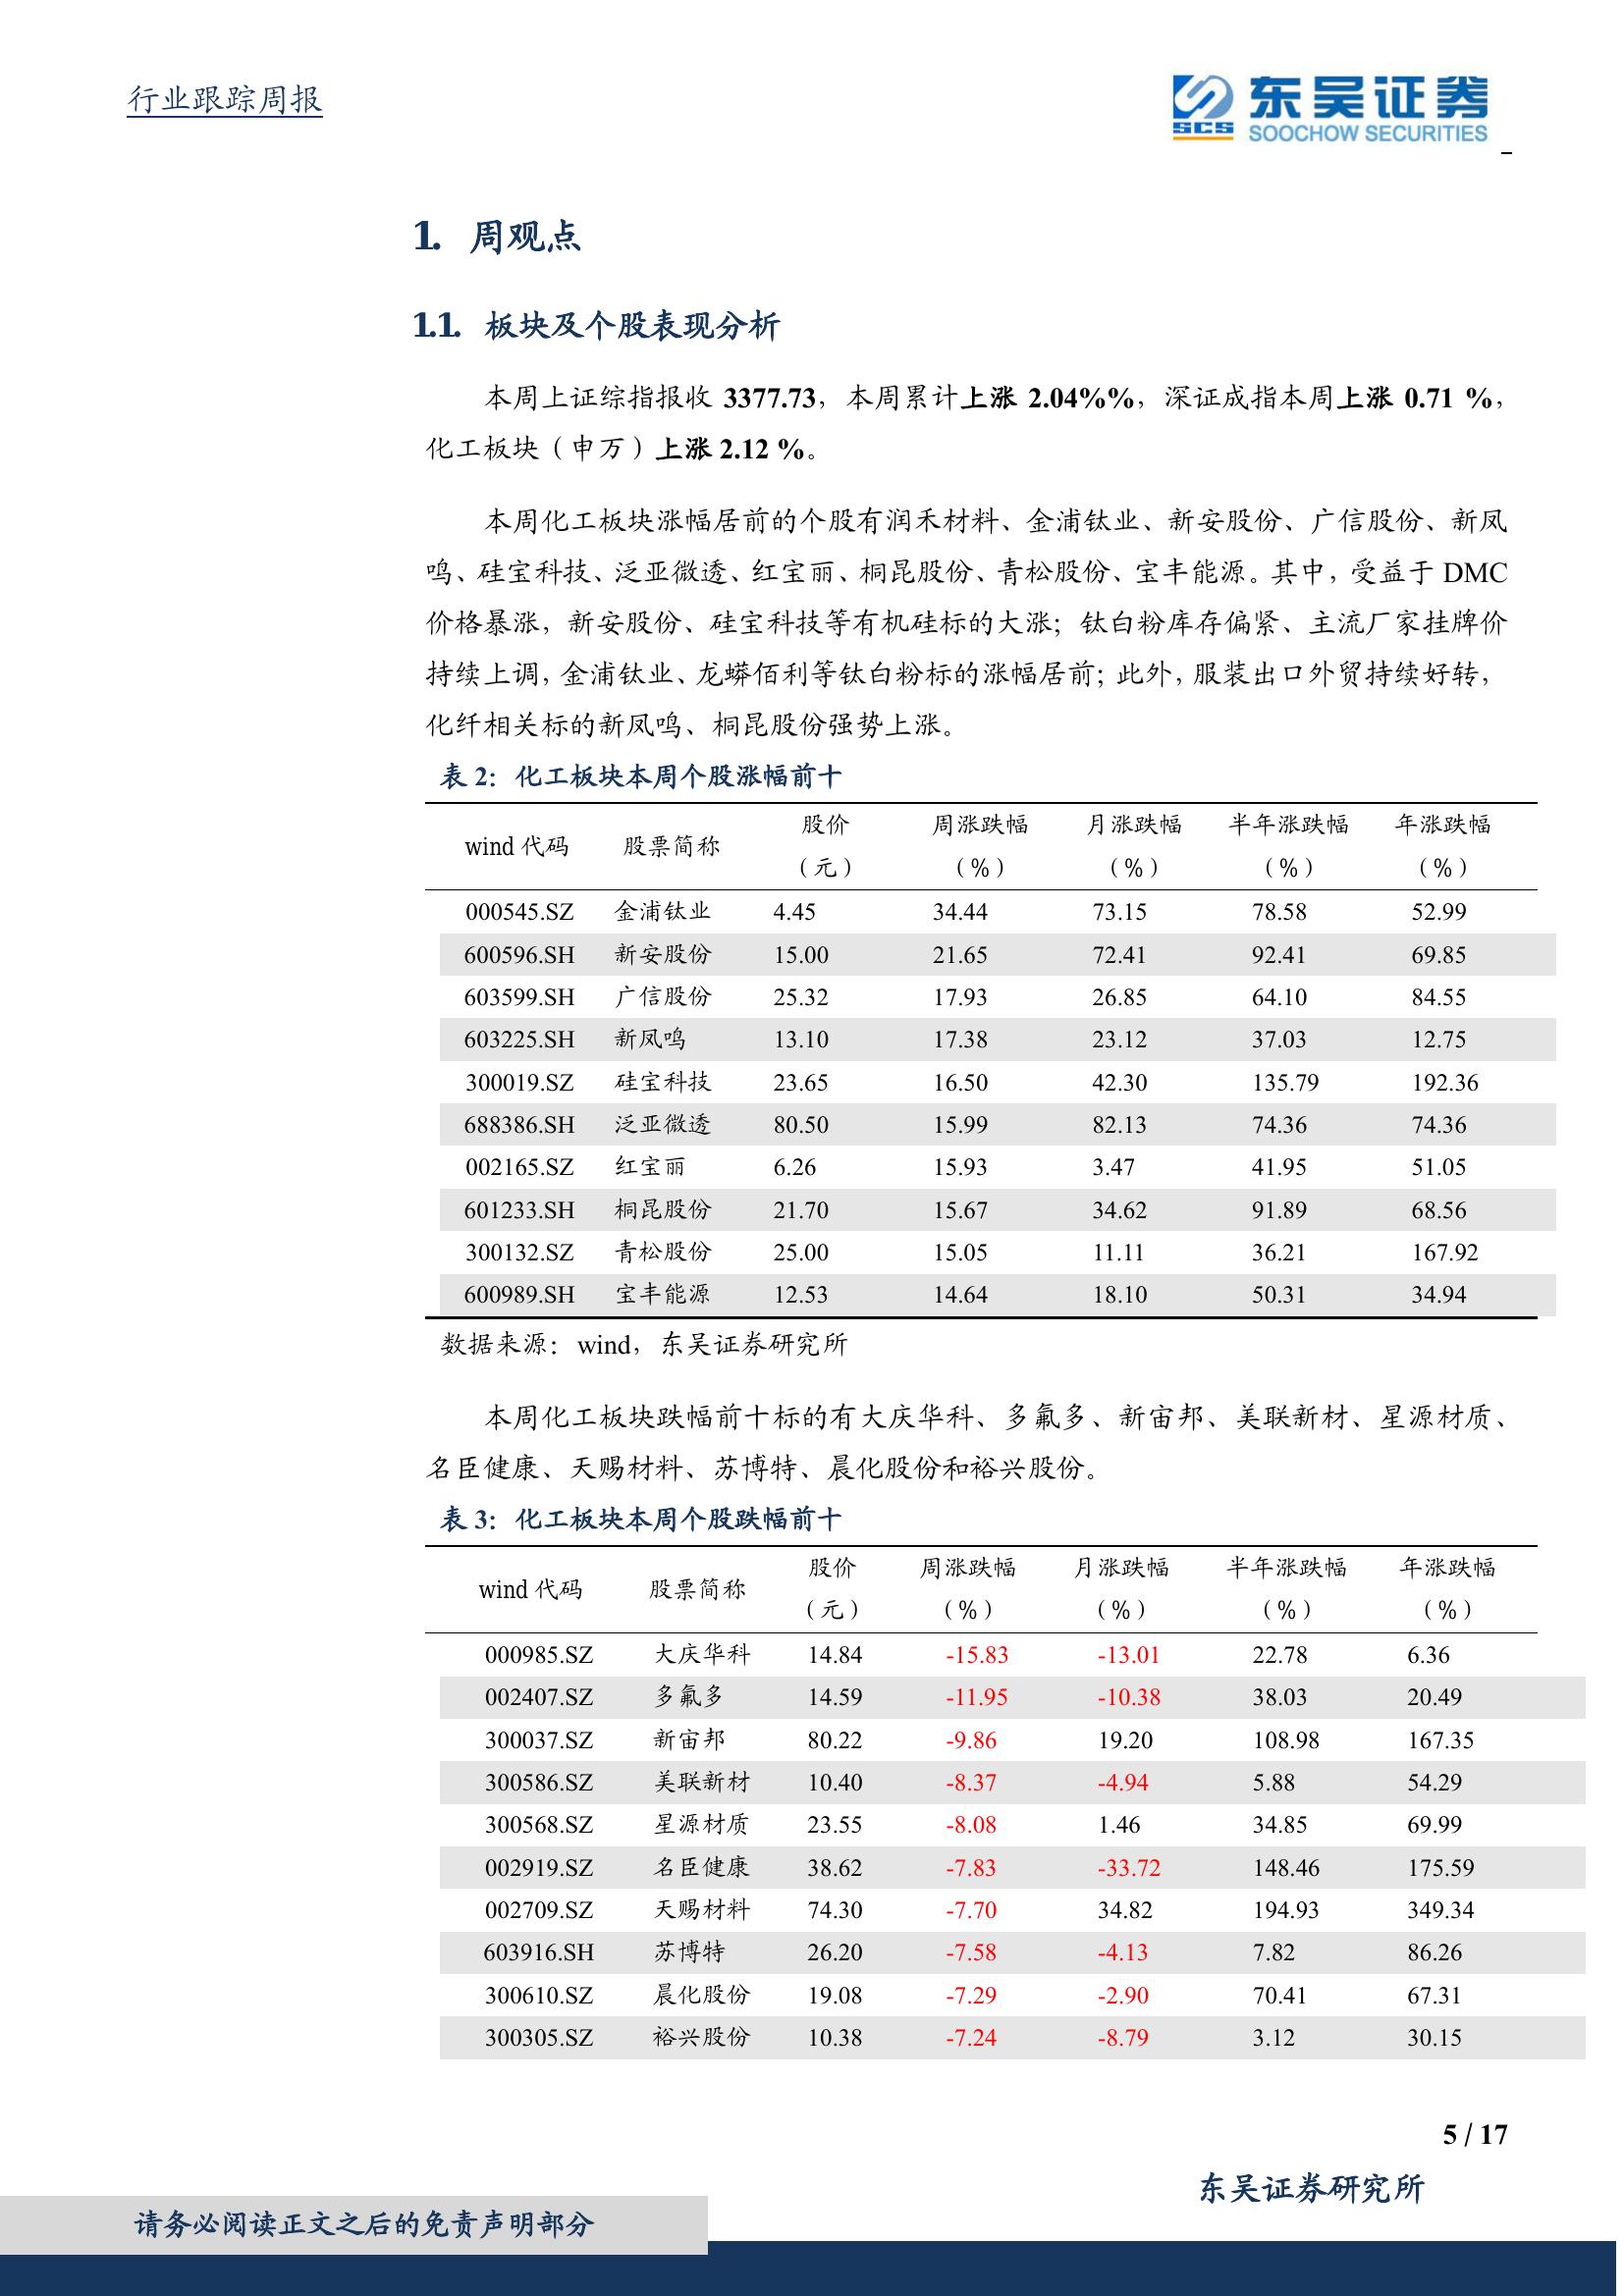 行业跟踪周报
SCS
东吴证券
SOOCHOW SECURITIES
1. 周观点
1.1. 板块及个股表现分析
本周上证综指报收 3377.73，本周累计上涨 2.04%%，深证成指本周上涨 0.71 %，
化工板块（申万）上涨 2.12 %。
本周化工板块涨幅居前的个股有润禾材料、金浦钛业、新安股份、广信股份、新凤
鸣、硅宝科技、泛亚微透、红宝丽、桐昆股份、青松股份、宝丰能源。其中，受益于 DMC
价格暴涨，新安股份、硅宝科技等有机硅标的大涨；钛白粉库存偏紧、主流厂家挂牌价
持续上调，金浦钛业、龙蟒佰利等钛白粉标的涨幅居前；此外，服装出口外贸持续好转，
化纤相关标的新凤鸣、桐昆股份强势上涨。
表 2：化工板块本周个股涨幅前十
wind 代码 股票简称 股价（元） 周涨跌幅（%） 月涨跌幅（%） 半年涨跌幅（%） 年涨跌幅（%）
000545.SZ 金浦钛业 4.45 34.44 73.15 78.58 52.99
600596.SH 新安股份 15.00 21.65 72.41 92.41 69.85
603599.SH 广信股份 25.32 17.93 26.85 64.10 84.55
603225.SH 新凤鸣 13.10 17.38 23.12 37.03 12.75
300019.SZ 硅宝科技 23.65 16.50 42.30 135.79 192.36
688386.SH 泛亚微透 80.50 15.99 82.13 74.36 74.36
002165.SZ 红宝丽 6.26 15.93 3.47 41.95 51.05
601233.SH 桐昆股份 21.70 15.67 34.62 91.89 68.56
300132.SZ 青松股份 25.00 15.05 11.11 36.21 167.92
600989.SH 宝丰能源 12.53 14.64 18.10 50.31 34.94
数据来源：wind，东吴证券研究所
本周化工板块跌幅前十标的有大庆华科、多氟多、新宙邦、美联新材、星源材质、
名臣健康、天赐材料、苏博特、晨化股份和裕兴股份。
表 3：化工板块本周个股跌幅前十
wind 代码 股票简称 股价（元） 周涨跌幅（%） 月涨跌幅（%） 半年涨跌幅（%） 年涨跌幅（%）
000985.SZ 大庆华科 14.84 -15.83 -13.01 22.78 6.36
002407.SZ 多氟多 14.59 -11.95 -10.38 38.03 20.49
300037.SZ 新宙邦 80.22 -9.86 19.20 108.98 167.35
300586.SZ 美联新材 10.40 -8.37 -4.94 5.88 54.29
300568.SZ 星源材质 23.55 -8.08 1.46 34.85 69.99
002919.SZ 名臣健康 38.62 -7.83 -33.72 148.46 175.59
002709.SZ 天赐材料 74.30 -7.70 34.82 194.93 349.34
603916.SH 苏博特 26.20 -7.58 -4.13 7.82 86.26
300610.SZ 晨化股份 19.08 -7.29 -2.90 70.41 67.31
300305.SZ 裕兴股份 10.38 -7.24 -8.79 3.12 30.15
5 / 17
东吴证券研究所
请务必阅读正文之后的免责声明部分